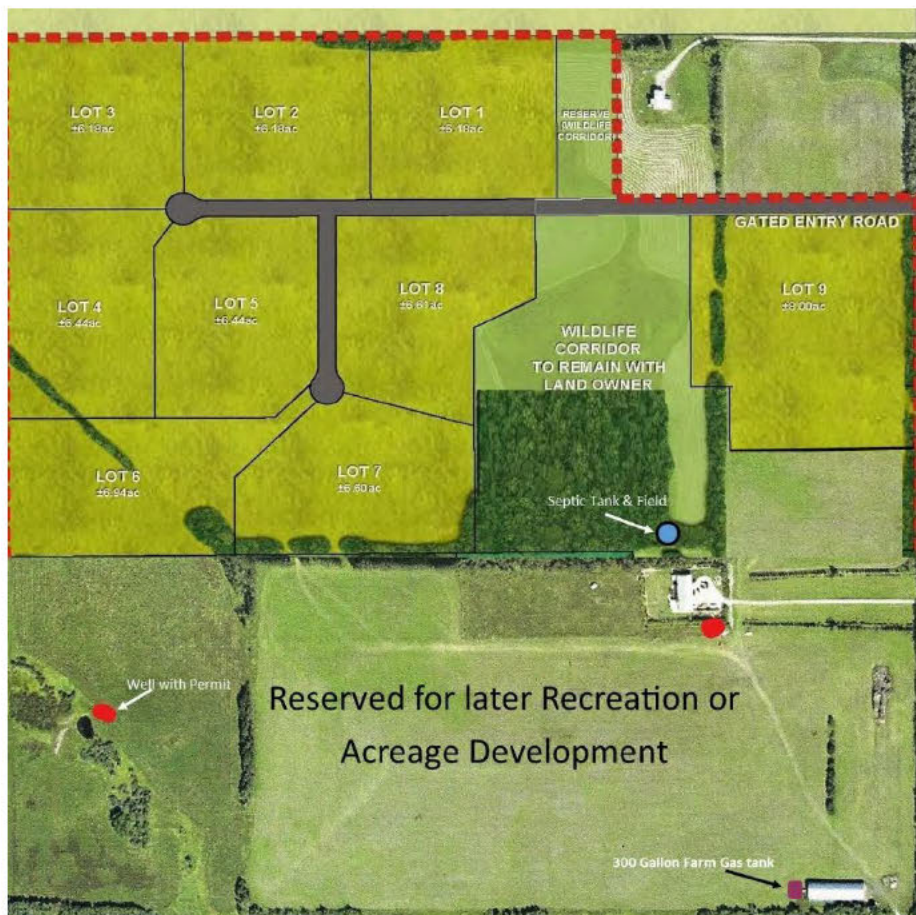 LOT 3
±6.18ac
LOT 2
±6.18ac
LOT 1
±6.18ac
RESERVE
WILDLIFE
CORRIDOR
GATED ENTRY ROAD
LOT 4
±6.44ac
LOT 5
±6.44ac
LOT 8
±6.61ac
LOT 9
±9.00ac
WILDLIFE
CORRIDOR
TO REMAIN WITH
LAND OWNER
LOT 6
±6.94ac
LOT 7
±6.60ac
Septic Tank & Field
Well with Permit
Reserved for later Recreation or
Acreage Development
300 Gallon Farm Gas tank